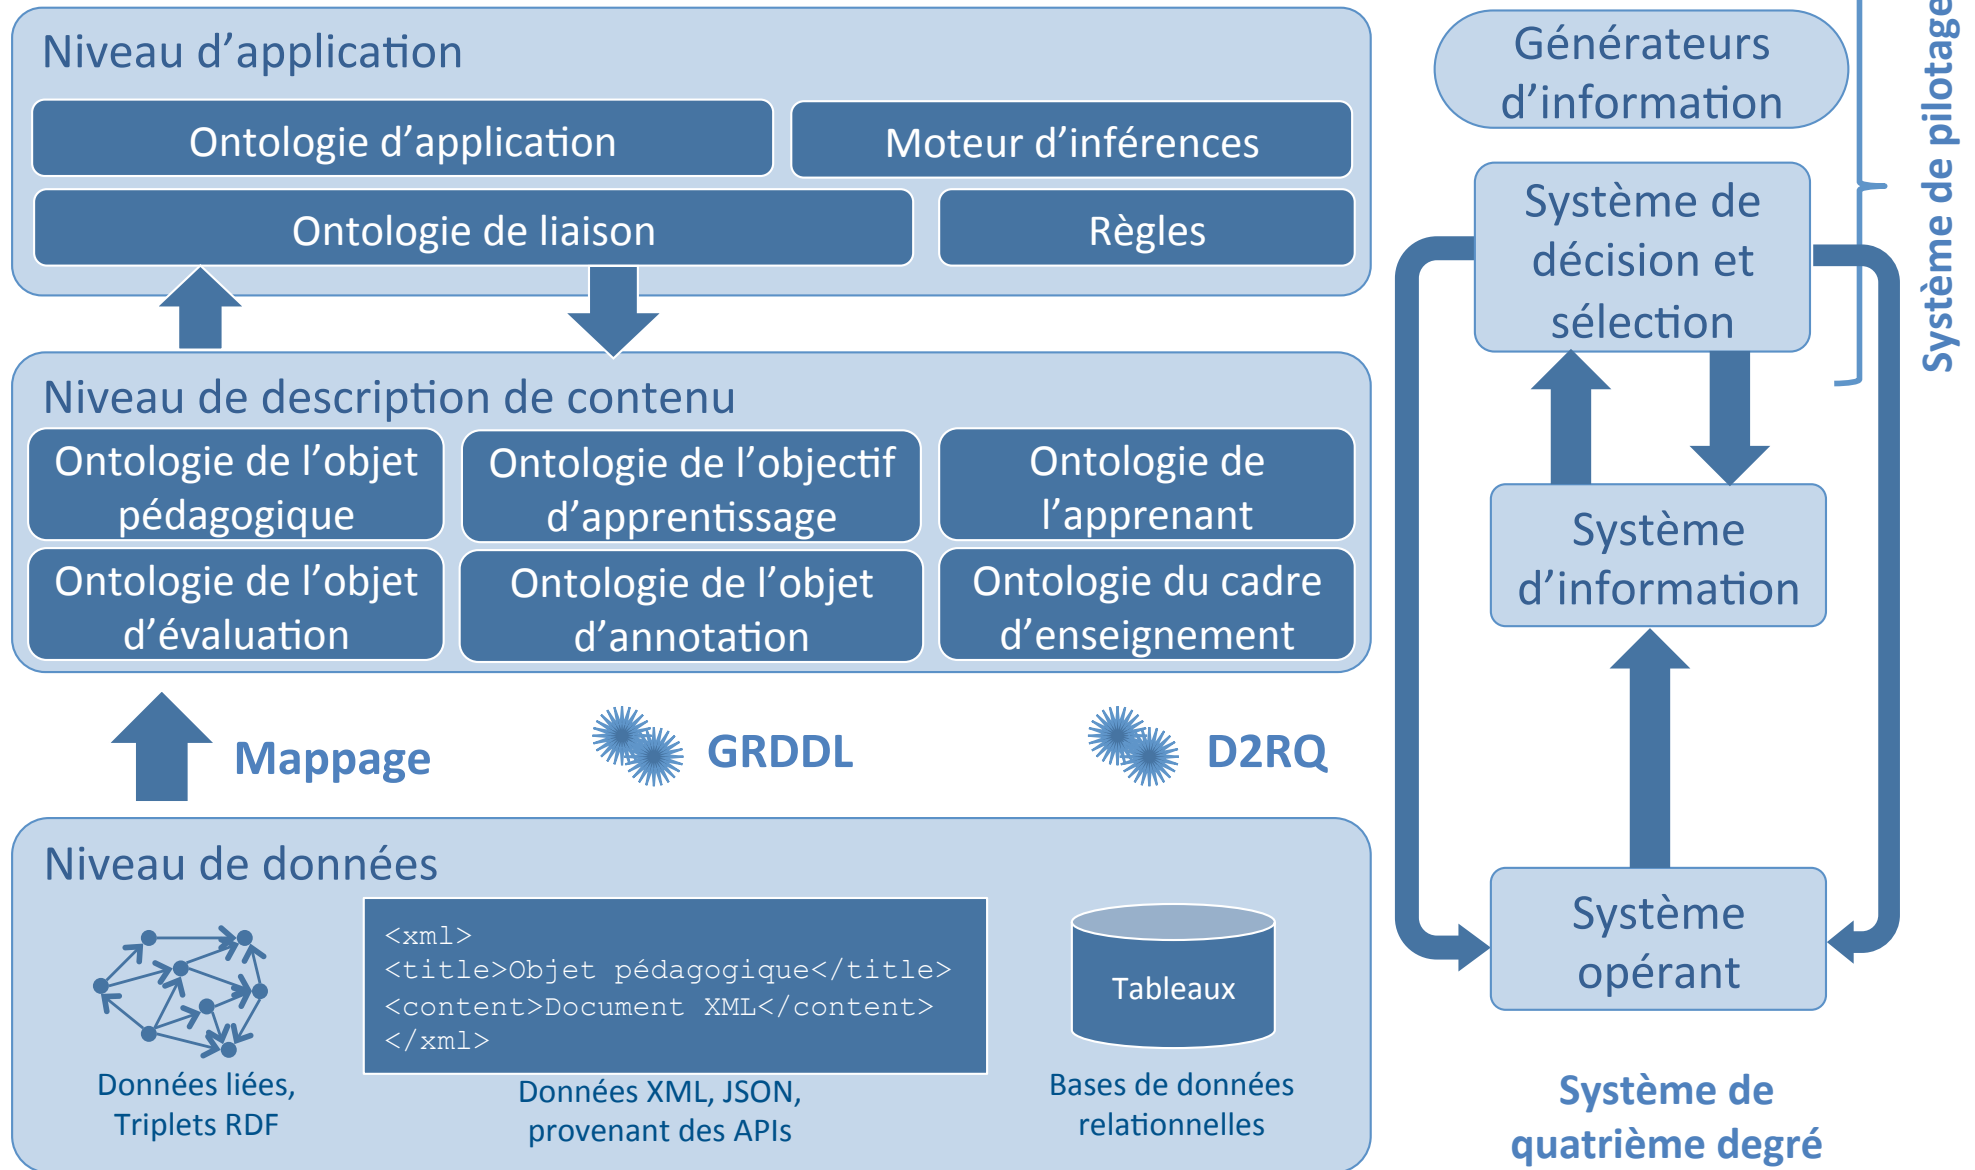 Niveau d’application
Ontologie d’application
Moteur d’inférences
Ontologie de liaison
Règles
Niveau de description de contenu
Ontologie de l’objet
pédagogique
Ontologie de l’objectif
d’apprentissage
Ontologie de
l’apprenant
Ontologie de l’objet
d’évaluation
Ontologie de l’objet
d’annotation
Ontologie du cadre
d’enseignement
Mappage
GRDDL
D2RQ
Niveau de données
<xml>
<title>Objet pédagogique</title>
<content>Document XML</content>
</xml>
Tableaux
Données liées,
Triplets RDF
Données XML, JSON,
provenant des APIs
Bases de données
relationnelles
Générateurs
d’information
Système de
décision et
sélection
Système
d’information
Système
opérant
Système de
quatrième degré
Système de pilotage